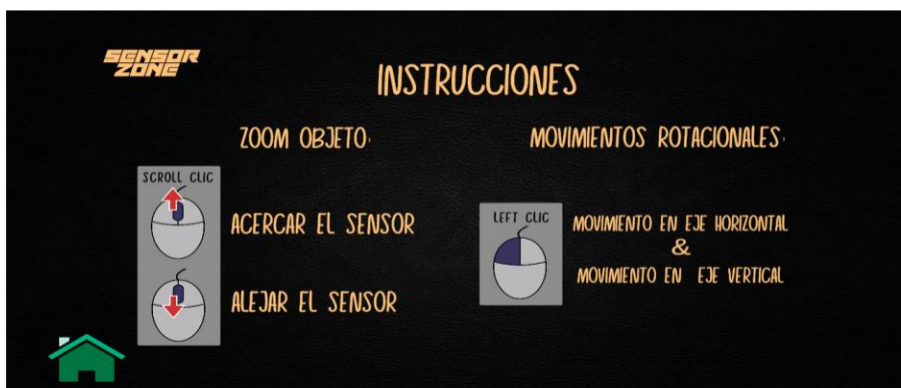 SENSOR
ZONE
INSTRUCCIONES
ZOOM OBJETO:
SCROLL CLIC
ACERCAR EL SENSOR
ALEJAR EL SENSOR
MOVIMIENTOS ROTACIONALES:
LEFT CLIC
MOVIMIENTO EN EJE HORIZONTAL
&
MOVIMIENTO EN EJE VERTICAL